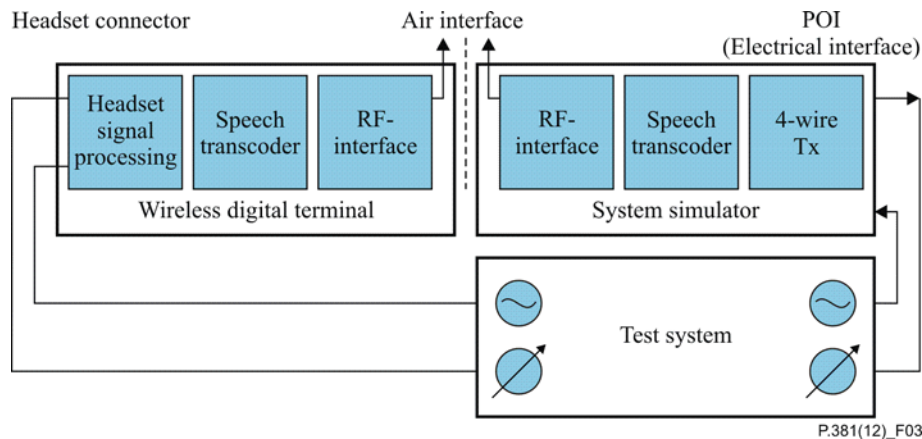 Headset connector
Air interface
POI
(Electrical interface)
Headset
signal
processing
Speech
transcoder
RF-
interface
RF-
interface
Speech
transcoder
4-wire
Tx
Wireless digital terminal
System simulator
Test system
P.381(12)_F03